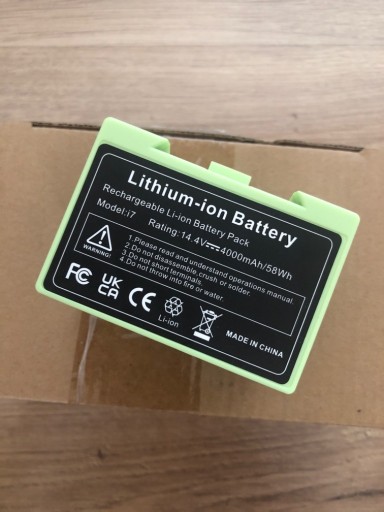 Lithium-ion Battery
Rechargeable Li-ion Battery Pack
Model:i7 Rating:14.4V⎓4000mAh/58Wh
WARNING!
1.Please read and understand operations manual.
2.Do not disassemble,crush or solder.
3.Do not short terminals.
4.Do not throw into fire or water.
FC UK CA CE
Li-ion
MADE IN CHINA